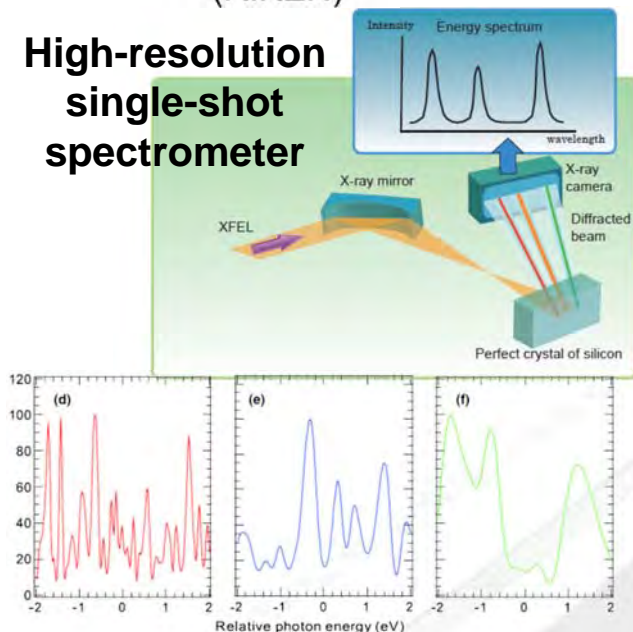 High-resolution
single-shot
spectrometer
Intensity
Energy spectrum
wavelength
X-ray mirror
X-ray
camera
XFEL
Diffracted
beam
Perfect crystal of silicon
120
100
80
60
40
20
0
(d)
(e)
(f)
-2 -1 0 1 2
-2 -1 0 1 2
-2 -1 0 1 2
Relative photon energy (eV)